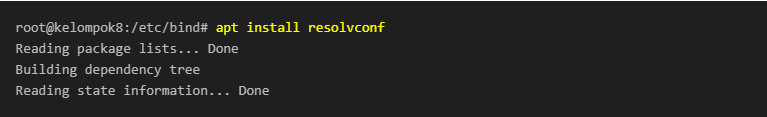 root@kelompok8:/etc/bind# apt install resolvconf
Reading package lists... Done
Building dependency tree
Reading state information... Done